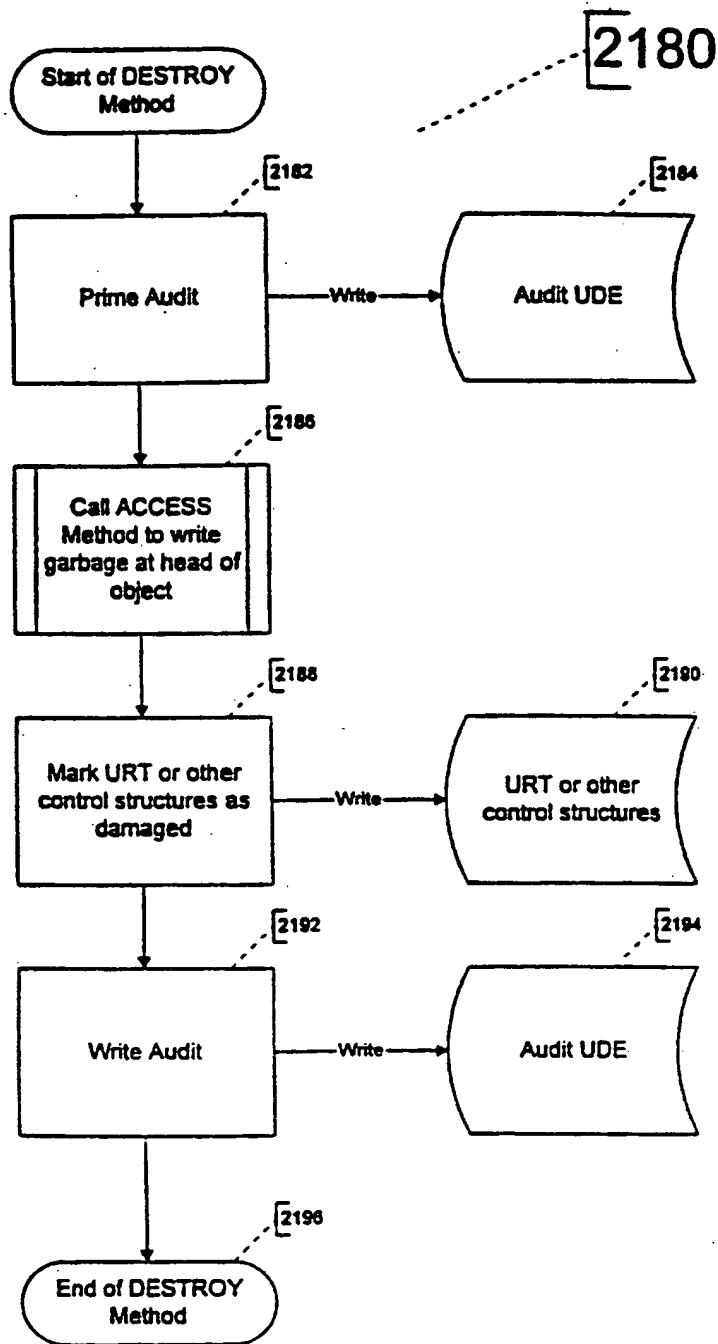 2180
Start of DESTROY
Method
2182
2184
Prime Audit
Write
Audit UDE
2186
Call ACCESS
Method to write
garbage at head of
object
2188
2190
Mark URT or other
control structures as
damaged
Write
URT or other
control structures
2192
2194
Write Audit
Write
Audit UDE
2196
End of DESTROY
Method